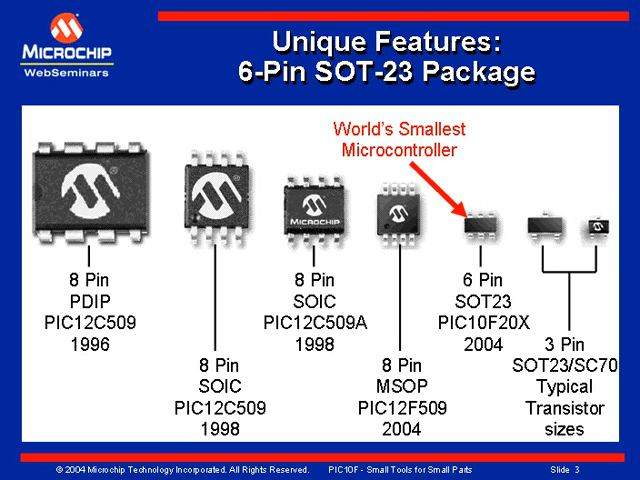 MICROCHIP
WebSeminars
Unique Features:
6-Pin SOT-23 Package
World's Smallest
Microcontroller
MICROCHIP
8 Pin
PDIP
PIC12C509
1996
8 Pin
SOIC
PIC12C509
1998
8 Pin
SOIC
PIC12C509A
1998
8 Pin
MSOP
PIC12F509
2004
6 Pin
SOT23
PIC10F20X
2004
3 Pin
SOT23/SC70
Typical
Transistor
sizes
© 2004 Microchip Technology Incorporated. All Rights Reserved. PIC10F - Small Tools for Small Parts Slide 3